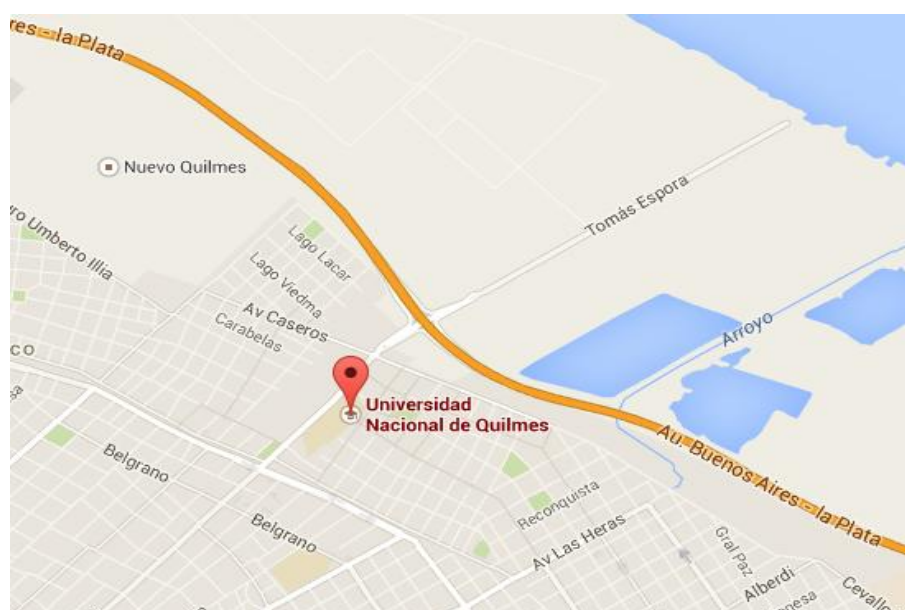 res - la Plata
Nuevo Quilmes
Tomás Espora
ro Umberto Illia
Lago Lacar
Lago Viedma
Av Caseros
Carabelas
Arroyo
co
sa
Universidad
Nacional de Quilmes
Au. Buenos Aires - la Plata
Belgrano
Belgrano
Reconquista
Av Las Heras
Gral Paz
Alberdi
Cevallo
esa